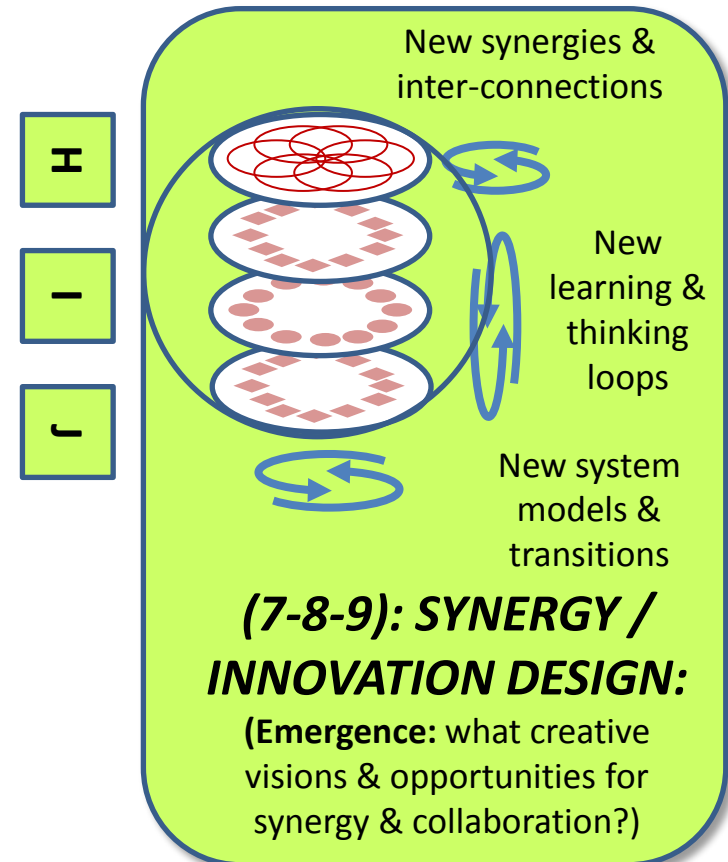 New synergies &
inter-connections
H
I
J
New
learning &
thinking
loops
New system
models &
transitions
(7-8-9): SYNERGY /
INNOVATION DESIGN:
(Emergence: what creative
visions & opportunities for
synergy & collaboration?)